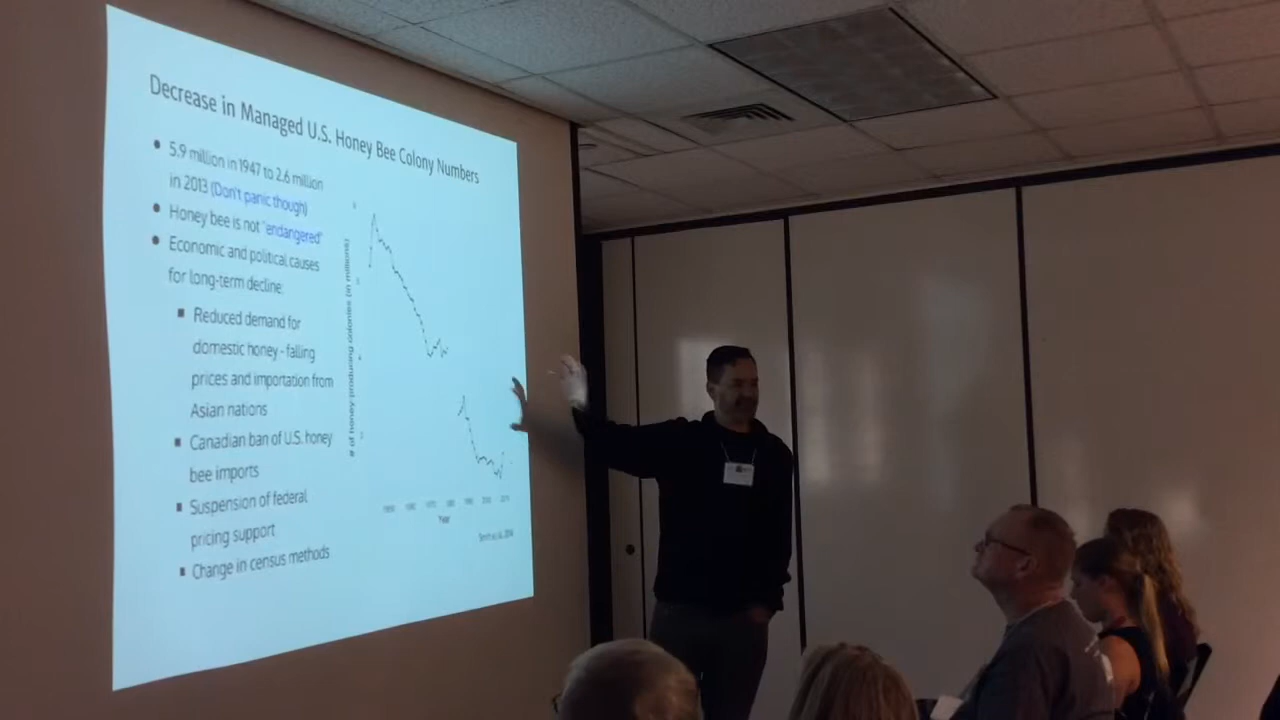 Decrease in Managed U.S. Honey Bee Colony Numbers
• 5.9 million in 1947 to 2.6 million
in 2013 (Don't panic though)
• Honey bee is not "endangered"
• Economic and political causes
for long-term decline:
▪ Reduced demand for
domestic honey - falling
prices and importation from
Asian nations
▪ Canadian ban of U.S. honey
bee imports
▪ Suspension of federal
pricing support
▪ Change in census methods
# of honey-producing colonies (in millions)
Year